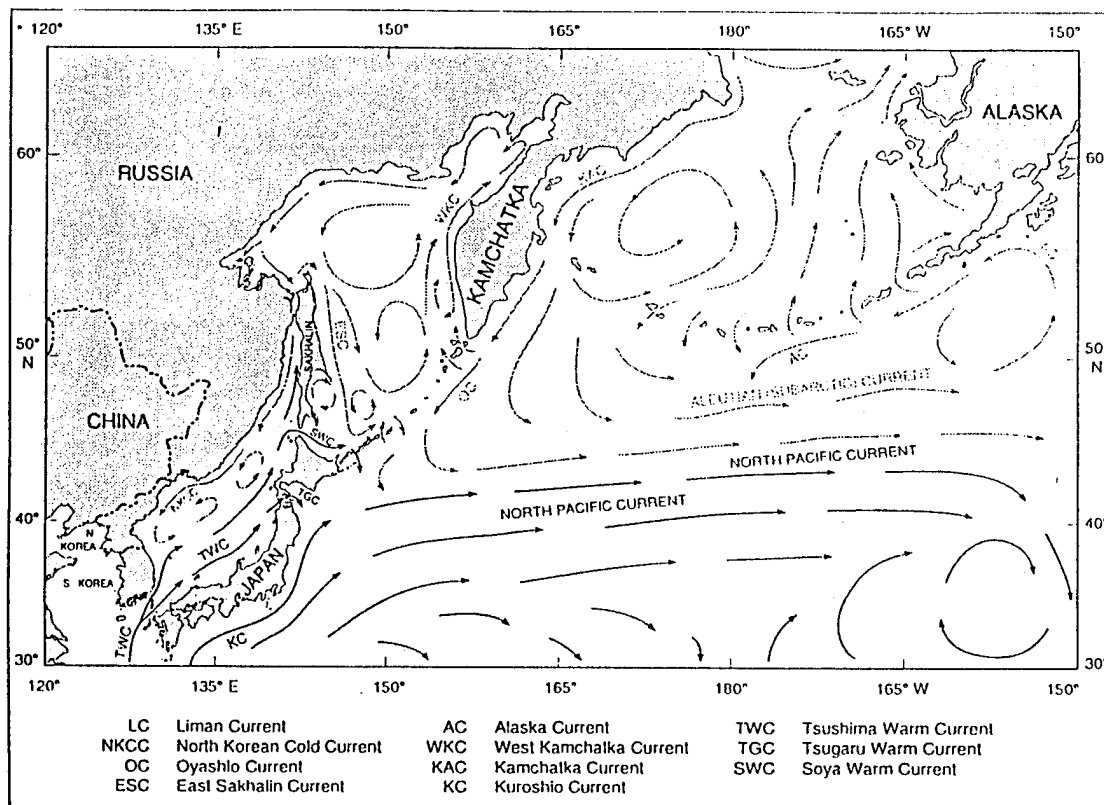 120° 135° E 150° 165° 180° 165° W 150°
ALASKA
60° RUSSIA 60°
KAC
WKC
KAMCHATKA
50° 50°
N N
SAKHALIN
ESC
OC
AC
CURRENT
CHINA
SWC
NORTH PACIFIC CURRENT
TGC
NORTH PACIFIC CURRENT
40° 40°
N
KOREA
TWC
JAPAN
S KOREA
TWC
KC
30° 30°
120° 135° E 150° 165° 180° 165° W 150°
LC Liman Current
NKCC North Korean Cold Current
OC Oyashio Current
ESC East Sakhalin Current
AC Alaska Current
WKC West Kamchatka Current
KAC Kamchatka Current
KC Kuroshio Current
TWC Tsushima Warm Current
TGC Tsugaru Warm Current
SWC Soya Warm Current